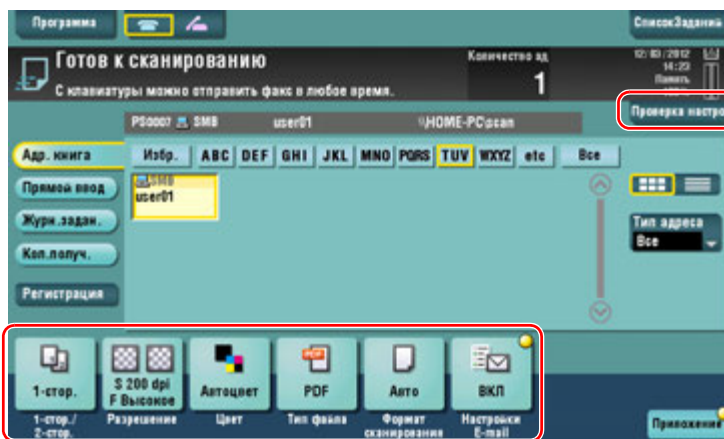 Программа
СписокЗаданий
Готов к сканированию
Количество ад
1
12/03/2012
14:23
Память
С клавиатуры можно отправить факс в любое время.
Проверка настро
PS0007 SMB user01 \\HOME-PC\scan
Адр. книга
Избр. ABC DEF GHI JKL MNO PQRS TUV WXYZ etc Все
Прямой ввод
SMB
user01
Журн.задан.
Тип адреса
Все
Кол.получ.
Регистрация
1-стор.
S 200 dpi
F Высокое
Автоцвет
PDF
Авто
ВКЛ
1-стор./
2-стор.
Разрешение
Цвет
Тип файла
Формат
сканирования
Настройки
E-mail
Приложение